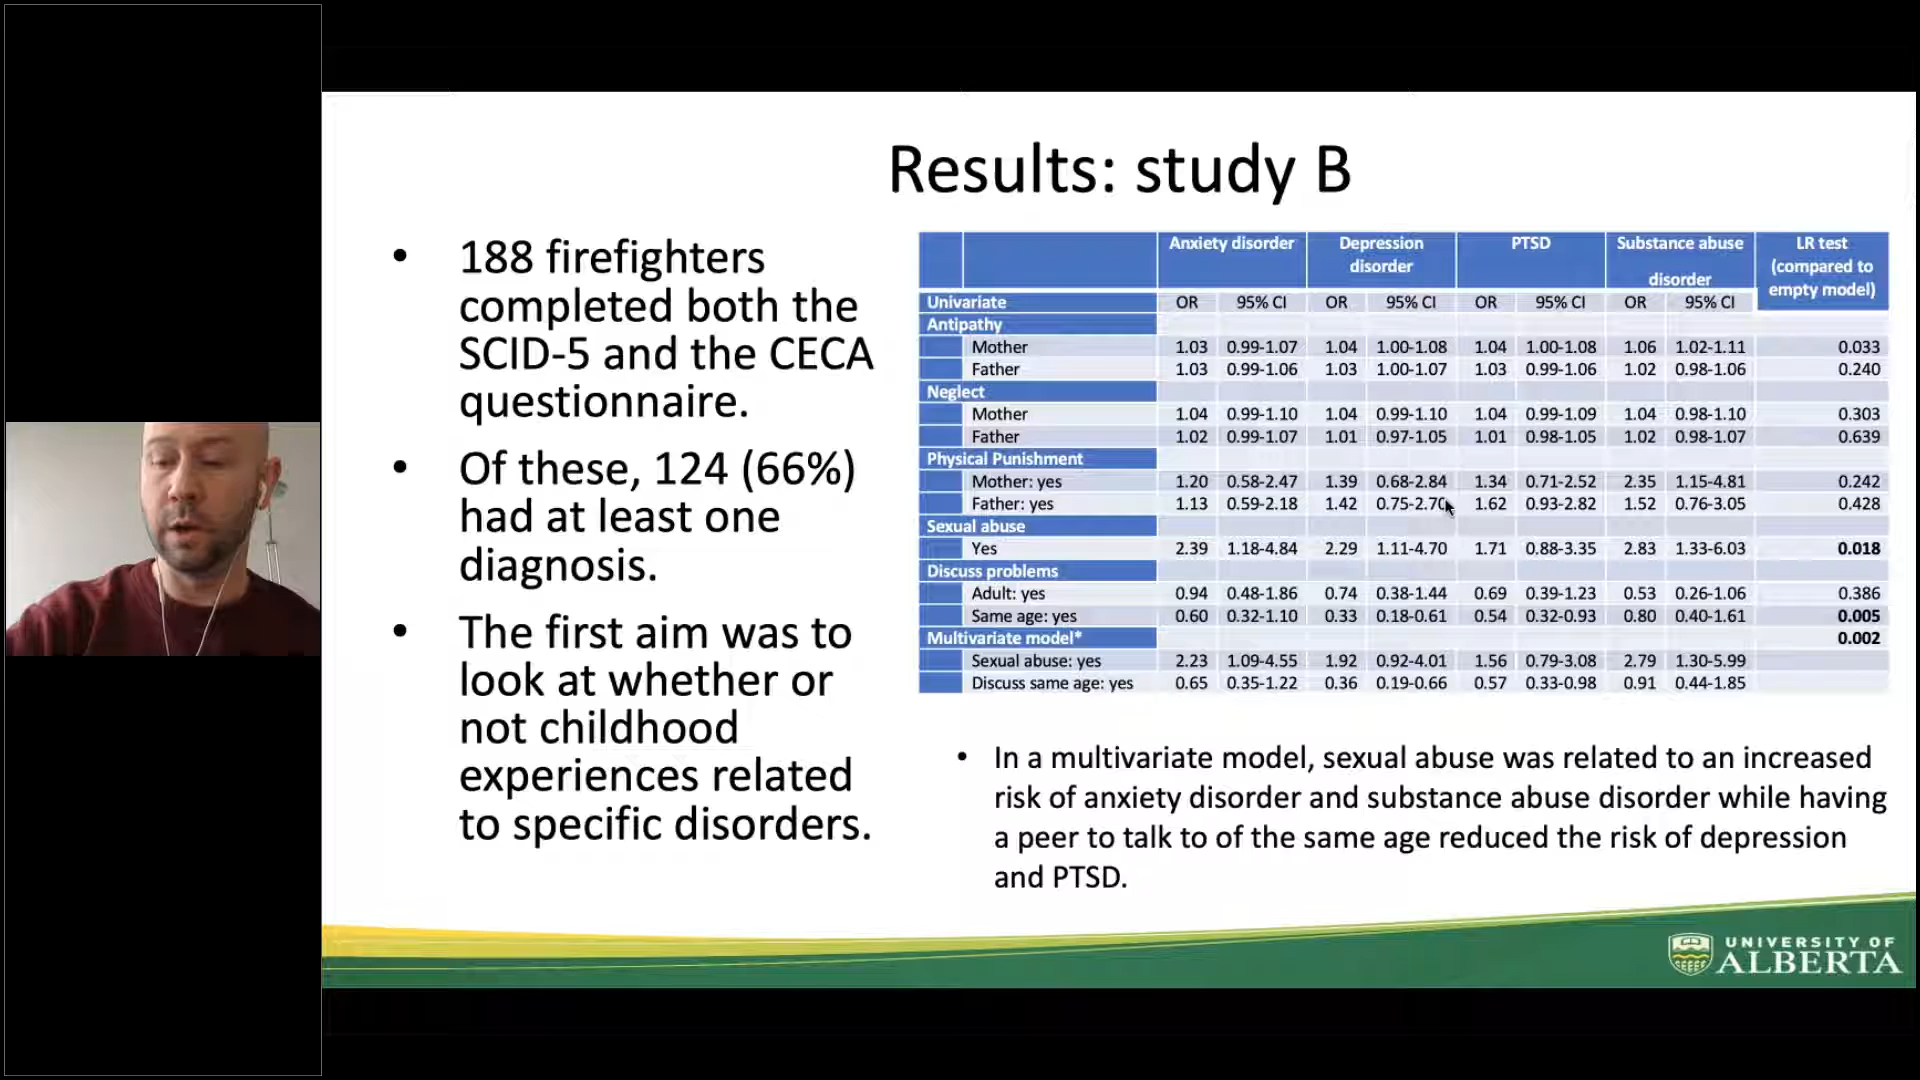 Results: study B
• 188 firefighters
completed both the
SCID-5 and the CECA
questionnaire.
• Of these, 124 (66%)
had at least one
diagnosis.
• The first aim was to
look at whether or
not childhood
experiences related
to specific disorders.
Anxiety disorder Depression disorder PTSD Substance abuse disorder LR test (compared to empty model)
Univariate OR 95% CI OR 95% CI OR 95% CI OR 95% CI
Antipathy
Mother 1.03 0.99-1.07 1.04 1.00-1.08 1.04 1.00-1.08 1.06 1.02-1.11 0.033
Father 1.03 0.99-1.06 1.03 1.00-1.07 1.03 0.99-1.06 1.02 0.98-1.06 0.240
Neglect
Mother 1.04 0.99-1.10 1.04 0.99-1.10 1.04 0.99-1.09 1.04 0.98-1.10 0.303
Father 1.02 0.99-1.07 1.01 0.97-1.05 1.01 0.98-1.05 1.02 0.98-1.07 0.639
Physical Punishment
Mother: yes 1.20 0.58-2.47 1.39 0.68-2.84 1.34 0.71-2.52 2.35 1.15-4.81 0.242
Father: yes 1.13 0.59-2.18 1.42 0.75-2.70 1.62 0.93-2.82 1.52 0.76-3.05 0.428
Sexual abuse
Yes 2.39 1.18-4.84 2.29 1.11-4.70 1.71 0.88-3.35 2.83 1.33-6.03 0.018
Discuss problems
Adult: yes 0.94 0.48-1.86 0.74 0.38-1.44 0.69 0.39-1.23 0.53 0.26-1.06 0.386
Same age: yes 0.60 0.32-1.10 0.33 0.18-0.61 0.54 0.32-0.93 0.80 0.40-1.61 0.005
Multivariate model* 0.002
Sexual abuse: yes 2.23 1.09-4.55 1.92 0.92-4.01 1.56 0.79-3.08 2.79 1.30-5.99
Discuss same age: yes 0.65 0.35-1.22 0.36 0.19-0.66 0.57 0.33-0.98 0.91 0.44-1.85
• In a multivariate model, sexual abuse was related to an increased
risk of anxiety disorder and substance abuse disorder while having
a peer to talk to of the same age reduced the risk of depression
and PTSD.
UNIVERSITY OF
ALBERTA